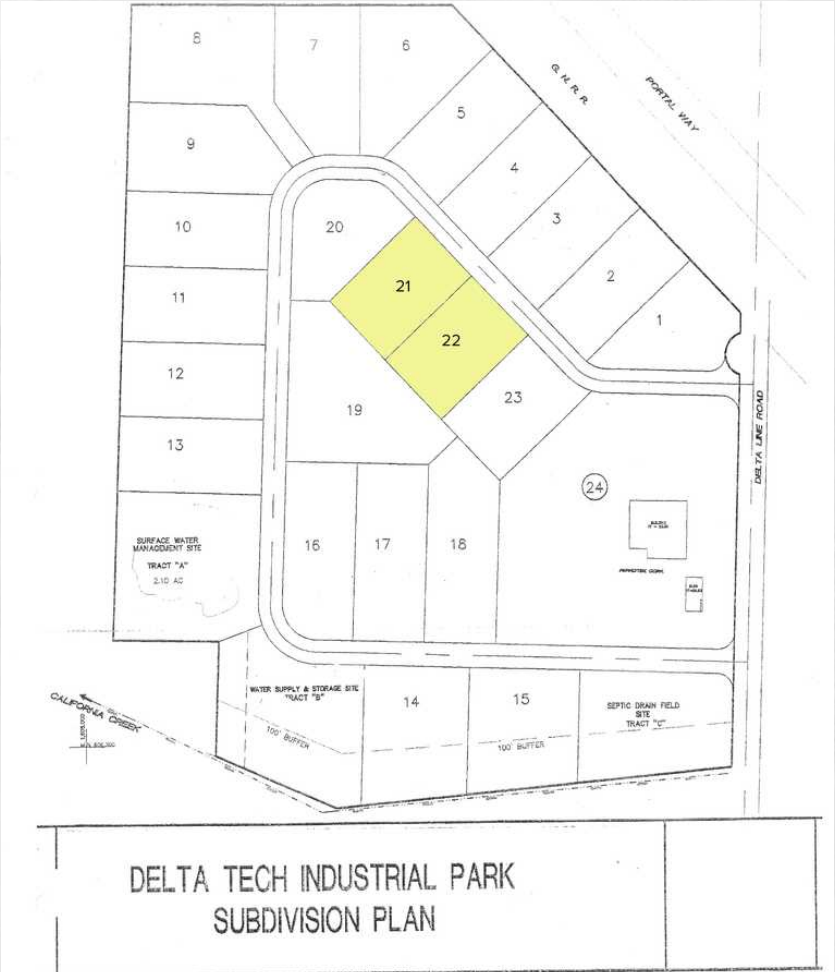 8
7
6
G. N. R. R.
PORTAL WAY
5
9
4
3
10
20
2
21
11
1
22
12
19
23
DELTA LINE ROAD
13
24
16
17
18
SURFACE WATER
MANAGEMENT SITE
TRACT "A"
2.10 AC
WATER SUPPLY & STORAGE SITE
TRACT "B"
14
15
SEPTIC DRAIN FIELD
SITE
TRACT "C"
CALIFORNIA CREEK
100' BUFFER
100' BUFFER
DELTA TECH INDUSTRIAL PARK
SUBDIVISION PLAN